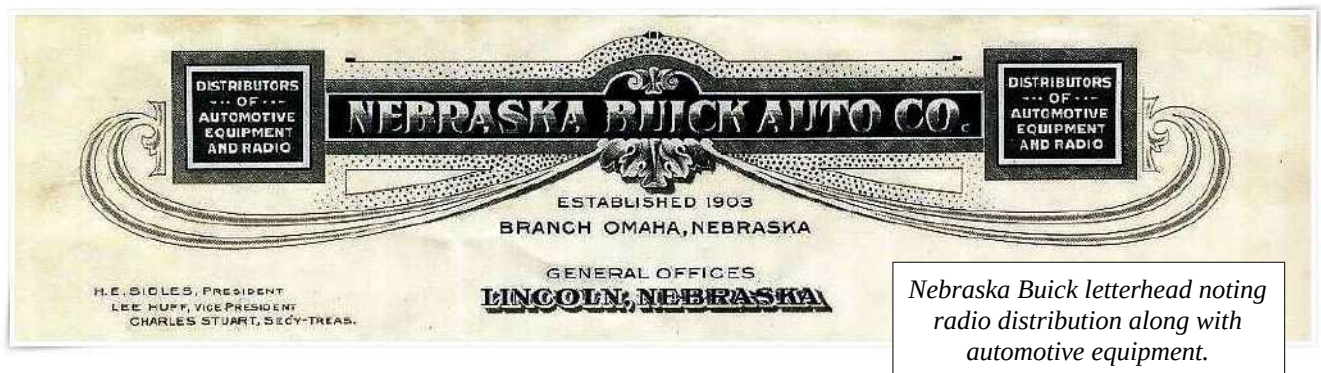 DISTRIBUTORS
--- OF ---
AUTOMOTIVE
EQUIPMENT
AND RADIO
NEBRASKA BUICK AUTO CO.
DISTRIBUTORS
--- OF ---
AUTOMOTIVE
EQUIPMENT
AND RADIO
ESTABLISHED 1903
BRANCH OMAHA, NEBRASKA
GENERAL OFFICES
LINCOLN, NEBRASKA
H.E. SIDLES, PRESIDENT
LEE HUFF, VICE PRESIDENT
CHARLES STUART, SECY-TREAS.
Nebraska Buick letterhead noting
radio distribution along with
automotive equipment.